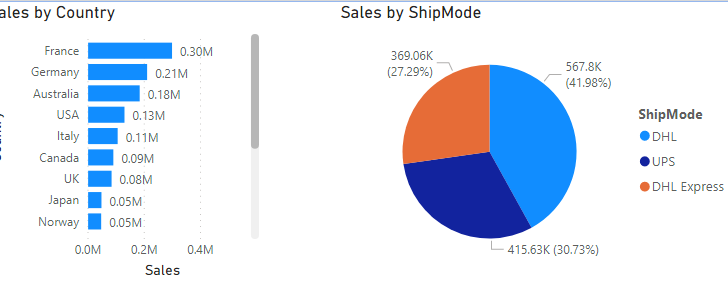 ales by Country
France 0.30M
Germany 0.21M
Australia 0.18M
USA 0.13M
Italy 0.11M
Canada 0.09M
UK 0.08M
Japan 0.05M
Norway 0.05M
0.0M 0.2M 0.4M
Sales
Sales by ShipMode
369.06K
(27.29%)
567.8K
(41.98%)
415.63K (30.73%)
ShipMode
DHL
UPS
DHL Express